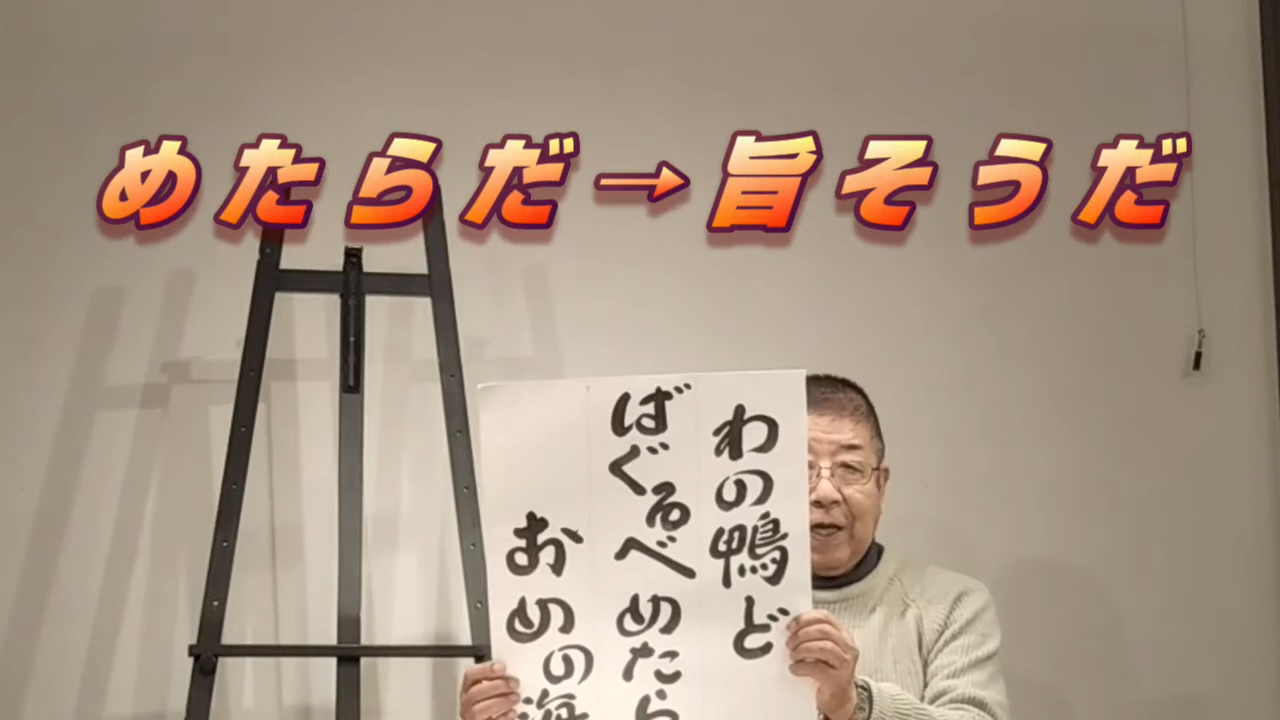 めたらだ→旨そうだ
わの鴨ど
ばぐるべめたら
おめの海